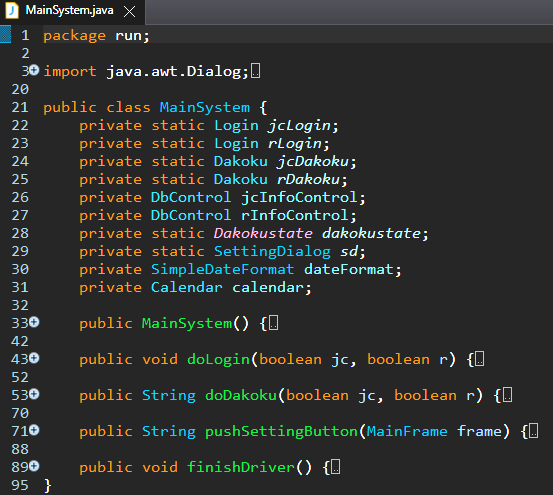 MainSystem.java
1 package run;
2
3 import java.awt.Dialog;
20
21 public class MainSystem {
22 private static Login jcLogin;
23 private static Login rLogin;
24 private static Dakoku jcDakoku;
25 private static Dakoku rDakoku;
26 private DbControl jcInfoControl;
27 private DbControl rInfoControl;
28 private static Dakokustate dakokustate;
29 private static SettingDialog sd;
30 private SimpleDateFormat dateFormat;
31 private Calendar calendar;
32
33 public MainSystem() {
42
43 public void doLogin(boolean jc, boolean r) {
52
53 public String doDakoku(boolean jc, boolean r) {
70
71 public String pushSettingButton(MainFrame frame) {
88
89 public void finishDriver() {
95 }